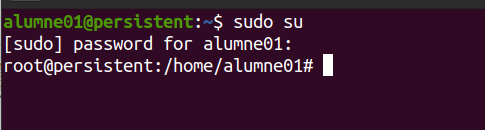 alumne01@persistent:~$ sudo su
[sudo] password for alumne01:
root@persistent:/home/alumne01#